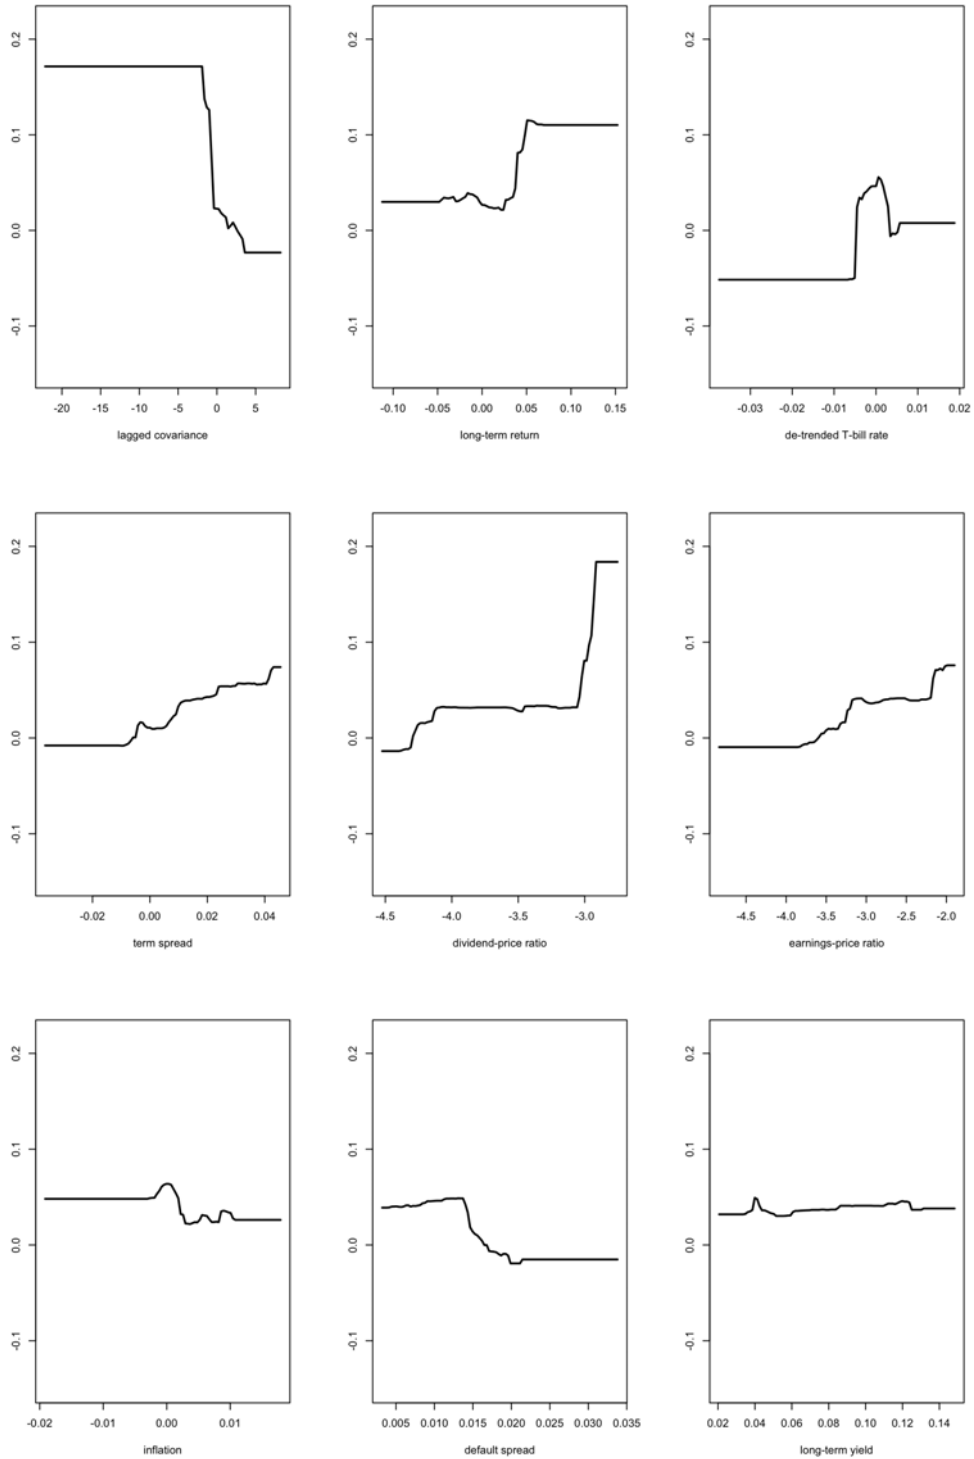 0.2
0.1
0.0
-0.1
-20 -15 -10 -5 0 5
lagged covariance
0.2
0.1
0.0
-0.1
-0.10 -0.05 0.00 0.05 0.10 0.15
long-term return
0.2
0.1
0.0
-0.1
-0.03 -0.02 -0.01 0.00 0.01 0.02
de-trended T-bill rate
0.2
0.1
0.0
-0.1
-0.02 0.00 0.02 0.04
term spread
0.2
0.1
0.0
-0.1
-4.5 -4.0 -3.5 -3.0
dividend-price ratio
0.2
0.1
0.0
-0.1
-4.5 -4.0 -3.5 -3.0 -2.5 -2.0
earnings-price ratio
0.2
0.1
0.0
-0.1
-0.02 -0.01 0.00 0.01
inflation
0.2
0.1
0.0
-0.1
0.005 0.010 0.015 0.020 0.025 0.030 0.035
default spread
0.2
0.1
0.0
-0.1
0.02 0.04 0.06 0.08 0.10 0.12 0.14
long-term yield